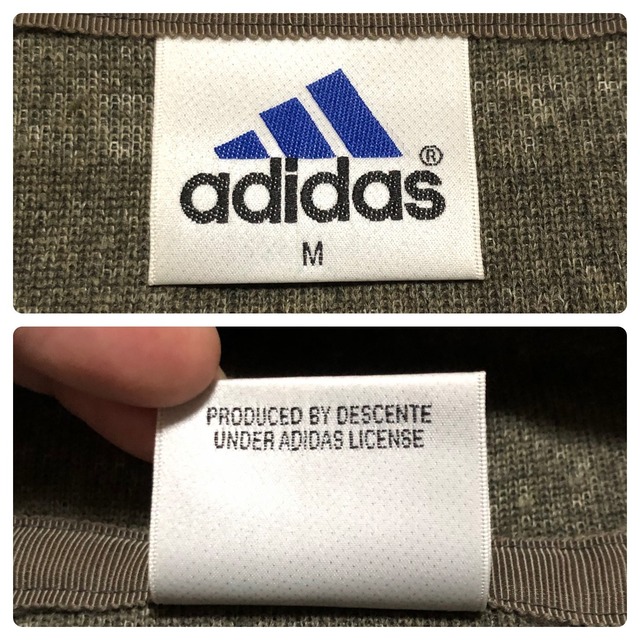 adidas®
M
PRODUCED BY DESCENTE
UNDER ADIDAS LICENSE